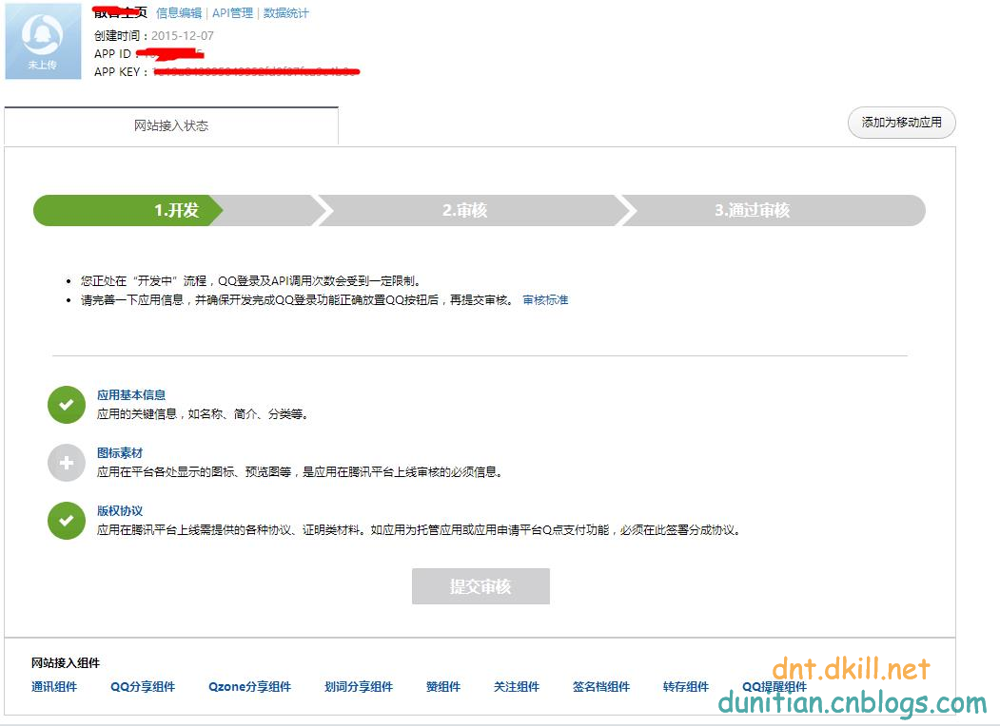 主页 信息编辑 | API管理 | 数据统计
创建时间：2015-12-07
APP ID：
APP KEY：
未上传
网站接入状态
添加为移动应用
1.开发
2.审核
3.通过审核
您正处在“开发中”流程，QQ登录及API调用次数会受到一定限制。
请完善一下应用信息，并确保开发完成QQ登录功能正确放置QQ按钮后，再提交审核。 审核标准
应用基本信息
应用的关键信息，如名称、简介、分类等。
图标素材
应用在平台各处显示的图标、预览图等，是应用在腾讯平台上线审核的必须信息。
版权协议
应用在腾讯平台上线需提供的各种协议、证明类材料。如应用为托管应用或应用申请平台Q点支付功能，必须在此签署分成协议。
提交审核
网站接入组件
通讯组件 QQ分享组件 Qzone分享组件 划词分享组件 赞组件 关注组件 签名档组件 转存组件 QQ提醒组件
dnt.dkill.net
dunitian.cnblogs.com